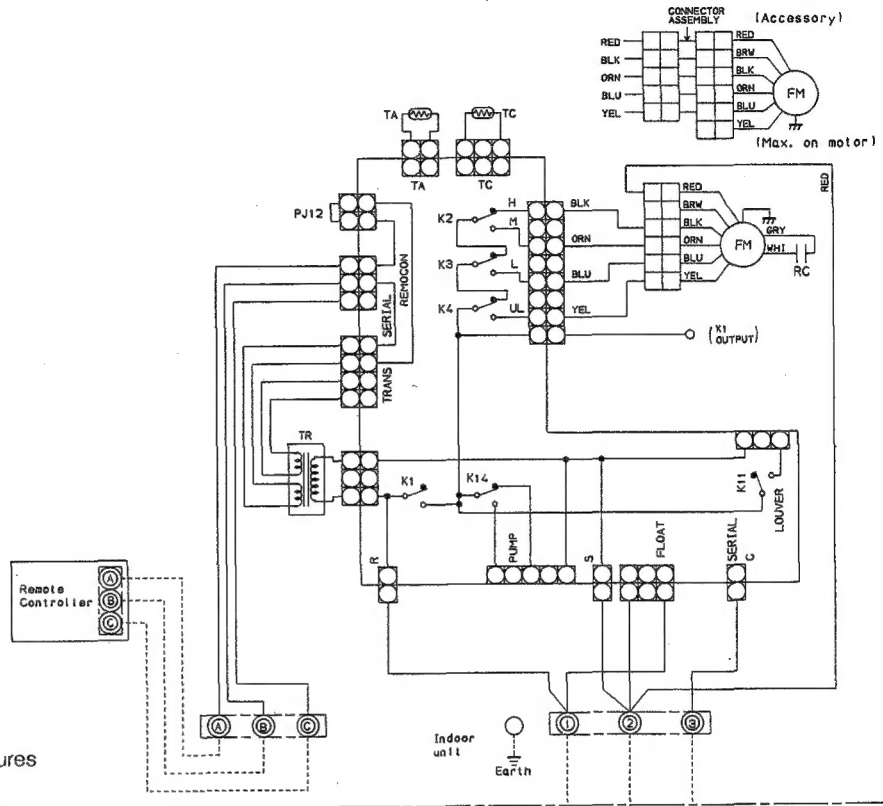 CONNECTOR
ASSEMBLY
(Accessory)
RED
BLK
ORN
BLU
YEL
RED
BRW
BLK
ORN
BLU
YEL
FM
(Max. on motor)
TA
TC
TA
TC
PJ12
REMOCON
SERIAL
TRANS
TR
K2
K3
K4
H
M
L
UL
BLK
ORN
BLU
YEL
RED
BRW
BLK
ORN
BLU
YEL
FM
GRY
WHI
RC
RED
(K1
OUTPUT)
K1
K14
K11
LOUVER
R
PUMP
S
FLOAT
SERIAL
C
Remote
Controller
A
B
C
A
B
C
Indoor
unit
Earth
1
2
3
ures